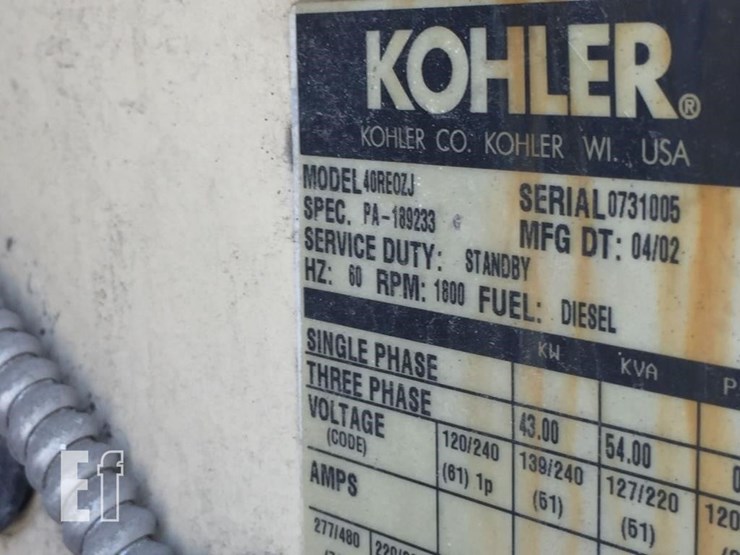 KOHLER®
KOHLER CO. KOHLER WI., USA
MODEL 40REOZJ SERIAL 0731005
SPEC. PA-189233 G MFG DT: 04/02
SERVICE DUTY: STANDBY
HZ: 60 RPM: 1800 FUEL: DIESEL
KW KVA P
SINGLE PHASE
THREE PHASE 43.00 54.00 0
VOLTAGE 120/240 139/240 127/220 120
(CODE) (61) 1p (51) (51)
AMPS
277/480
Ef